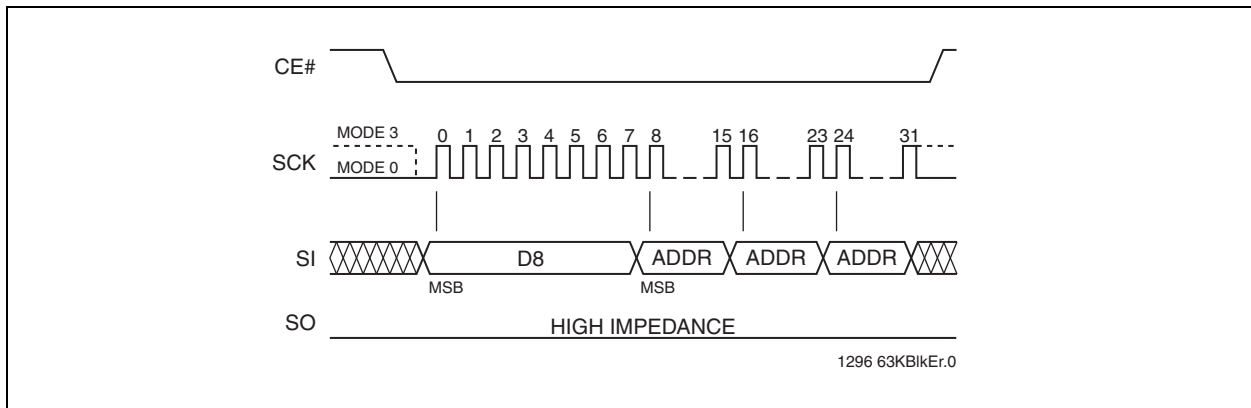 CE#
MODE 3
0 1 2 3 4 5 6 7 8 15 16 23 24 31
SCK
MODE 0
SI
D8
ADDR
ADDR
ADDR
MSB
MSB
SO
HIGH IMPEDANCE
1296 63KBlkEr.0